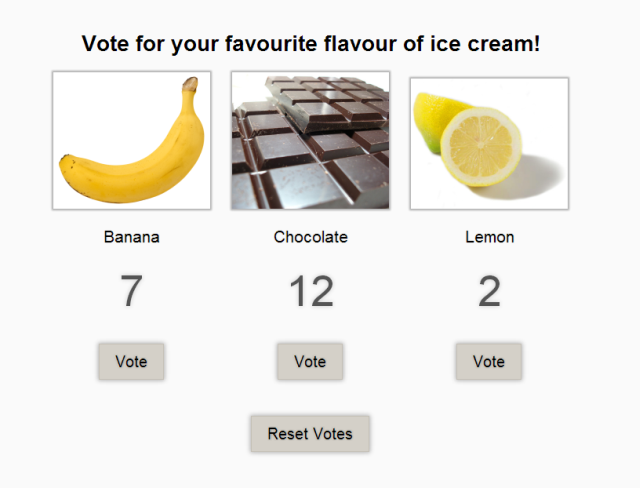 Vote for your favourite flavour of ice cream!
Banana Chocolate Lemon
7 12 2
Vote Vote Vote
Reset Votes